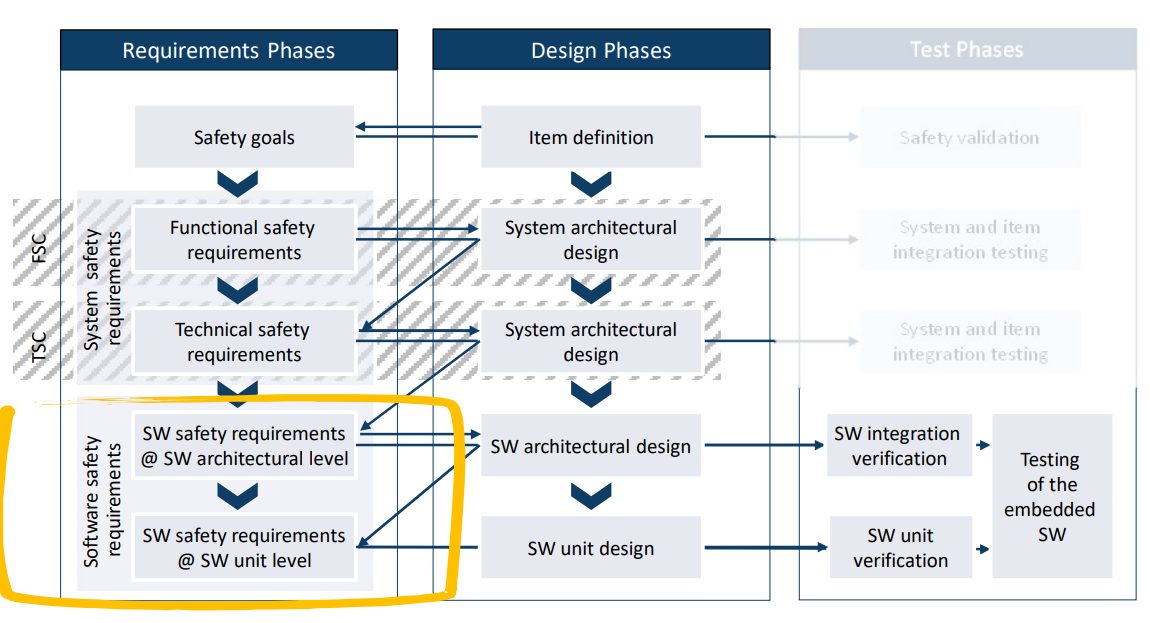 Requirements Phases
Design Phases
Test Phases
Safety goals
Item definition
Safety validation
FSC
System safety
requirements
Functional safety
requirements
System architectural
design
System and item
integration testing
TSC
Technical safety
requirements
System architectural
design
System and item
integration testing
Software safety
requirements
SW safety requirements
@ SW architectural level
SW architectural design
SW integration
verification
Testing
of the
embedded
SW
SW safety requirements
@ SW unit level
SW unit design
SW unit
verification